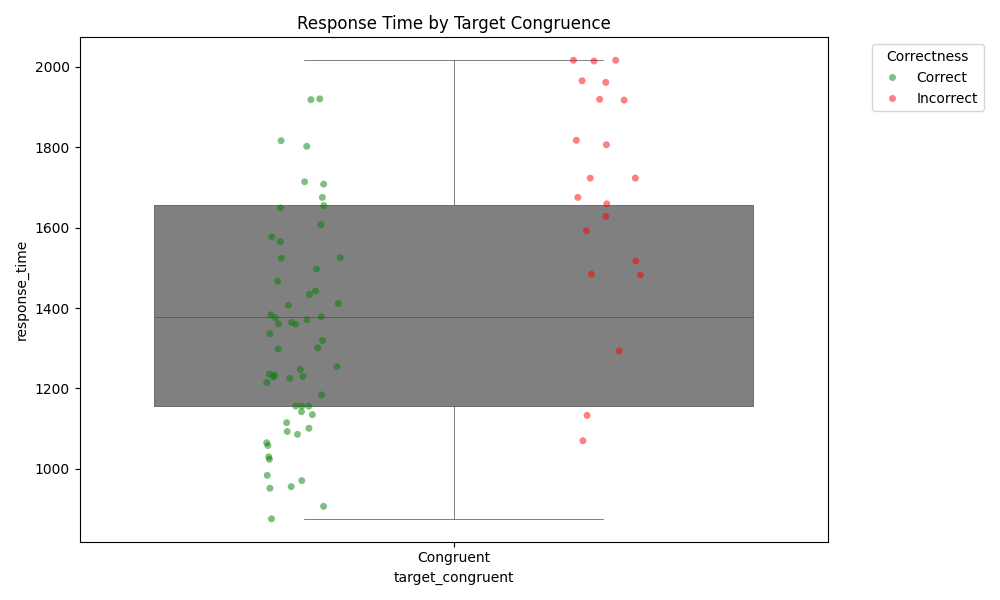 Response Time by Target Congruence
Correctness
Correct
Incorrect
response_time
2000
1800
1600
1400
1200
1000
Congruent
target_congruent